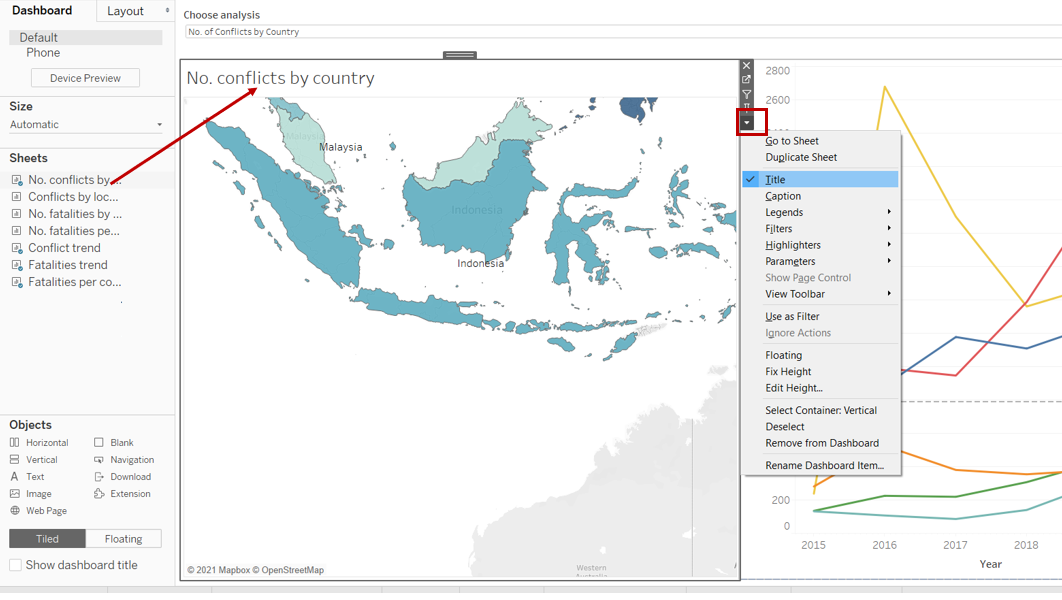 Dashboard
Layout
Default
Phone
Device Preview
Size
Automatic
Sheets
No. conflicts by ...
Conflicts by loc...
No. fatalities by ...
No. fatalities pe...
Conflict trend
Fatalities trend
Fatalities per co...
Objects
Horizontal
Blank
Vertical
Navigation
Text
Download
Image
Extension
Web Page
Tiled
Floating
Show dashboard title
Choose analysis
No. of Conflicts by Country
No. conflicts by country
Malaysia
Malaysia
Indonesia
Indonesia
Western
Australia
© 2021 Mapbox © OpenStreetMap
Go to Sheet
Duplicate Sheet
Title
Caption
Legends
Filters
Highlighters
Parameters
Show Page Control
View Toolbar
Use as Filter
Ignore Actions
Floating
Fix Height
Edit Height...
Select Container: Vertical
Deselect
Remove from Dashboard
Rename Dashboard Item...
2800
2600
200
0
2015
2016
2017
2018
Year